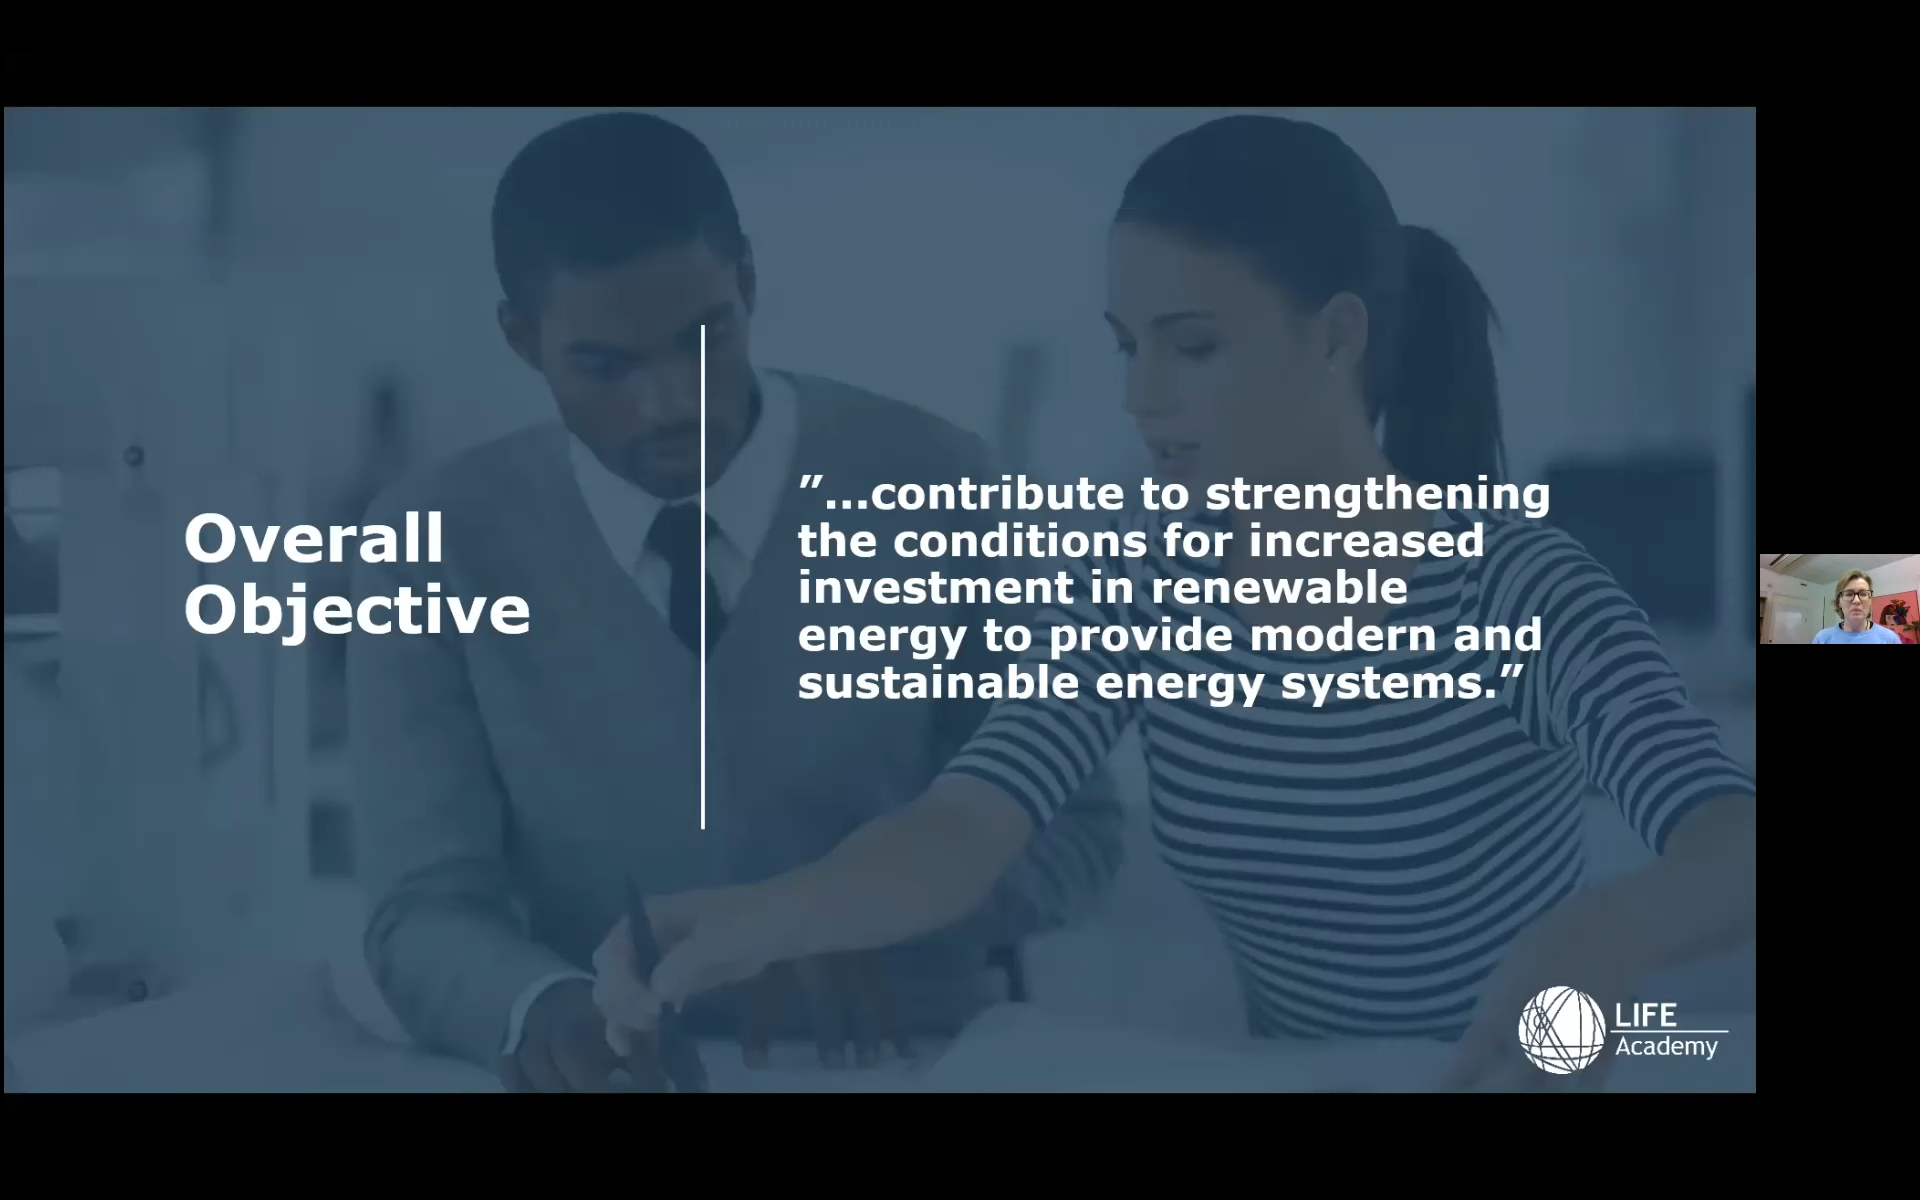 Overall
Objective
”...contribute to strengthening
the conditions for increased
investment in renewable
energy to provide modern and
sustainable energy systems.”
LIFE
Academy